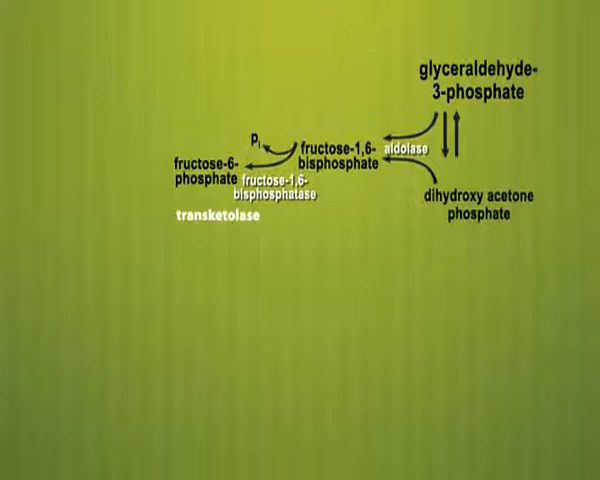 glyceraldehyde-
3-phosphate
P i
fructose-1,6-
bisphosphate
aldolase
fructose-6-
phosphate
fructose-1,6-
bisphosphatase
dihydroxy acetone
phosphate
transketolase